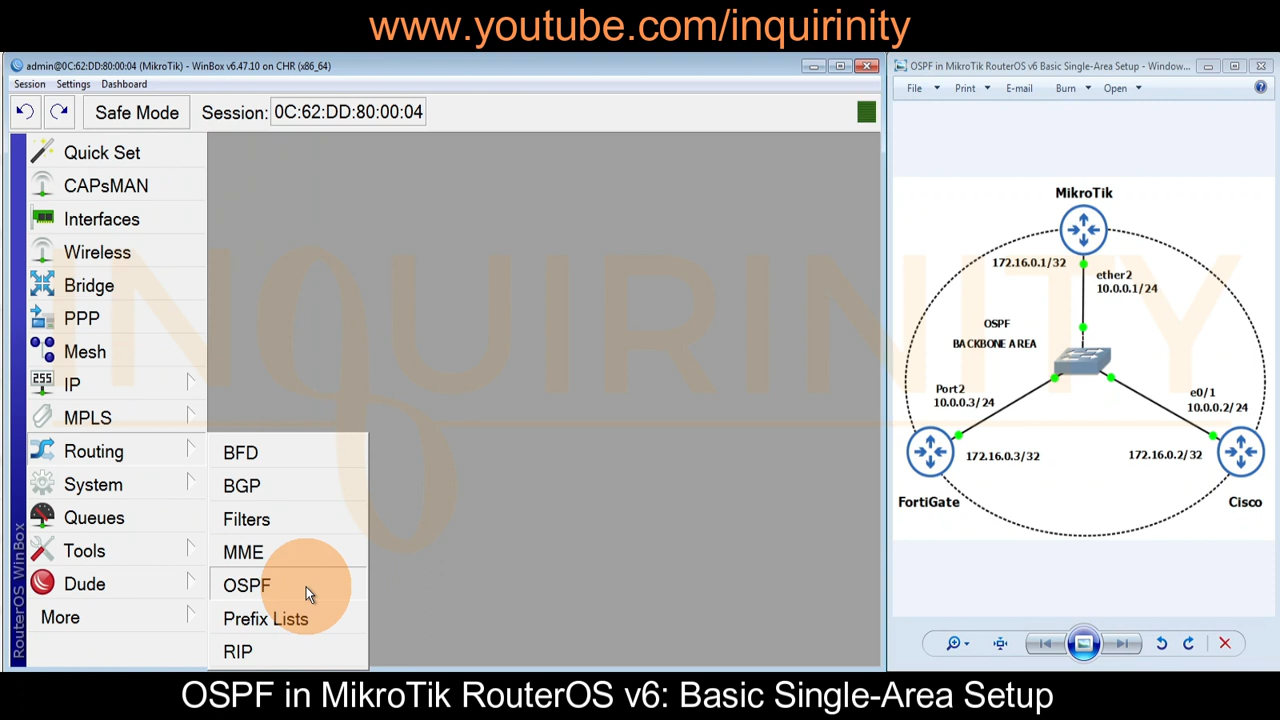 www.youtube.com/inquirinity
admin@0C:62:DD:80:00:04 (MikroTik) - WinBox v6.47.10 on CHR (x86_64)
Session Settings Dashboard
Safe Mode Session: 0C:62:DD:80:00:04
Quick Set
CAPsMAN
Interfaces
Wireless
Bridge
PPP
Mesh
IP
MPLS
Routing
System
Queues
Tools
Dude
More
RouterOS WinBox
BFD
BGP
Filters
MME
OSPF
Prefix Lists
RIP
INQUIRINITY
OSPF in MikroTik RouterOS v6 Basic Single-Area Setup - Window...
File Print E-mail Burn Open
MikroTik
172.16.0.1/32
ether2
10.0.0.1/24
OSPF
BACKBONE AREA
Port2
10.0.0.3/24
e0/1
10.0.0.2/24
172.16.0.3/32
172.16.0.2/32
FortiGate
Cisco
OSPF in MikroTik RouterOS v6: Basic Single-Area Setup